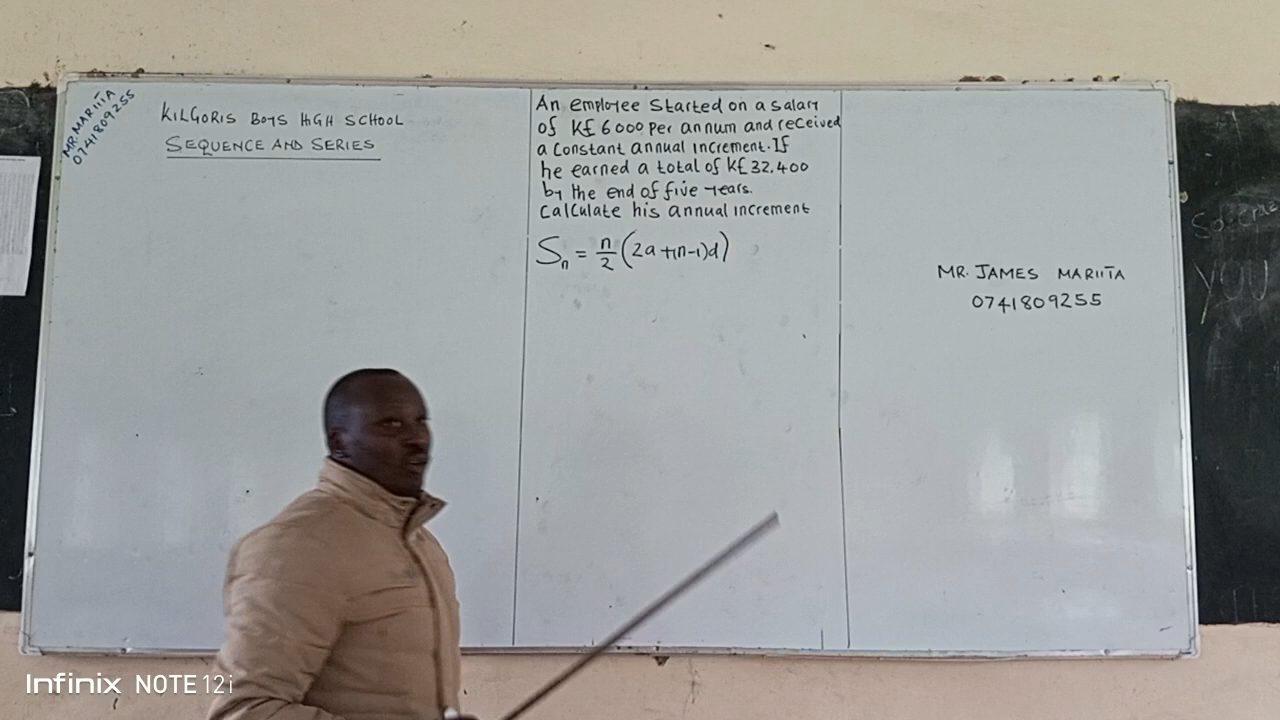 MR. MARIITA
0741809255
KILGORIS BOYS HIGH SCHOOL
SEQUENCE AND SERIES
An employee started on a salary
of K£ 6000 per annum and received
a constant annual increment. If
he earned a total of K£ 32,400
by the end of five years.
Calculate his annual increment
Sₙ = n/2 (2a+(n-1)d)
MR. JAMES MARIITA
0741809255
YOU
Infinix NOTE 12i